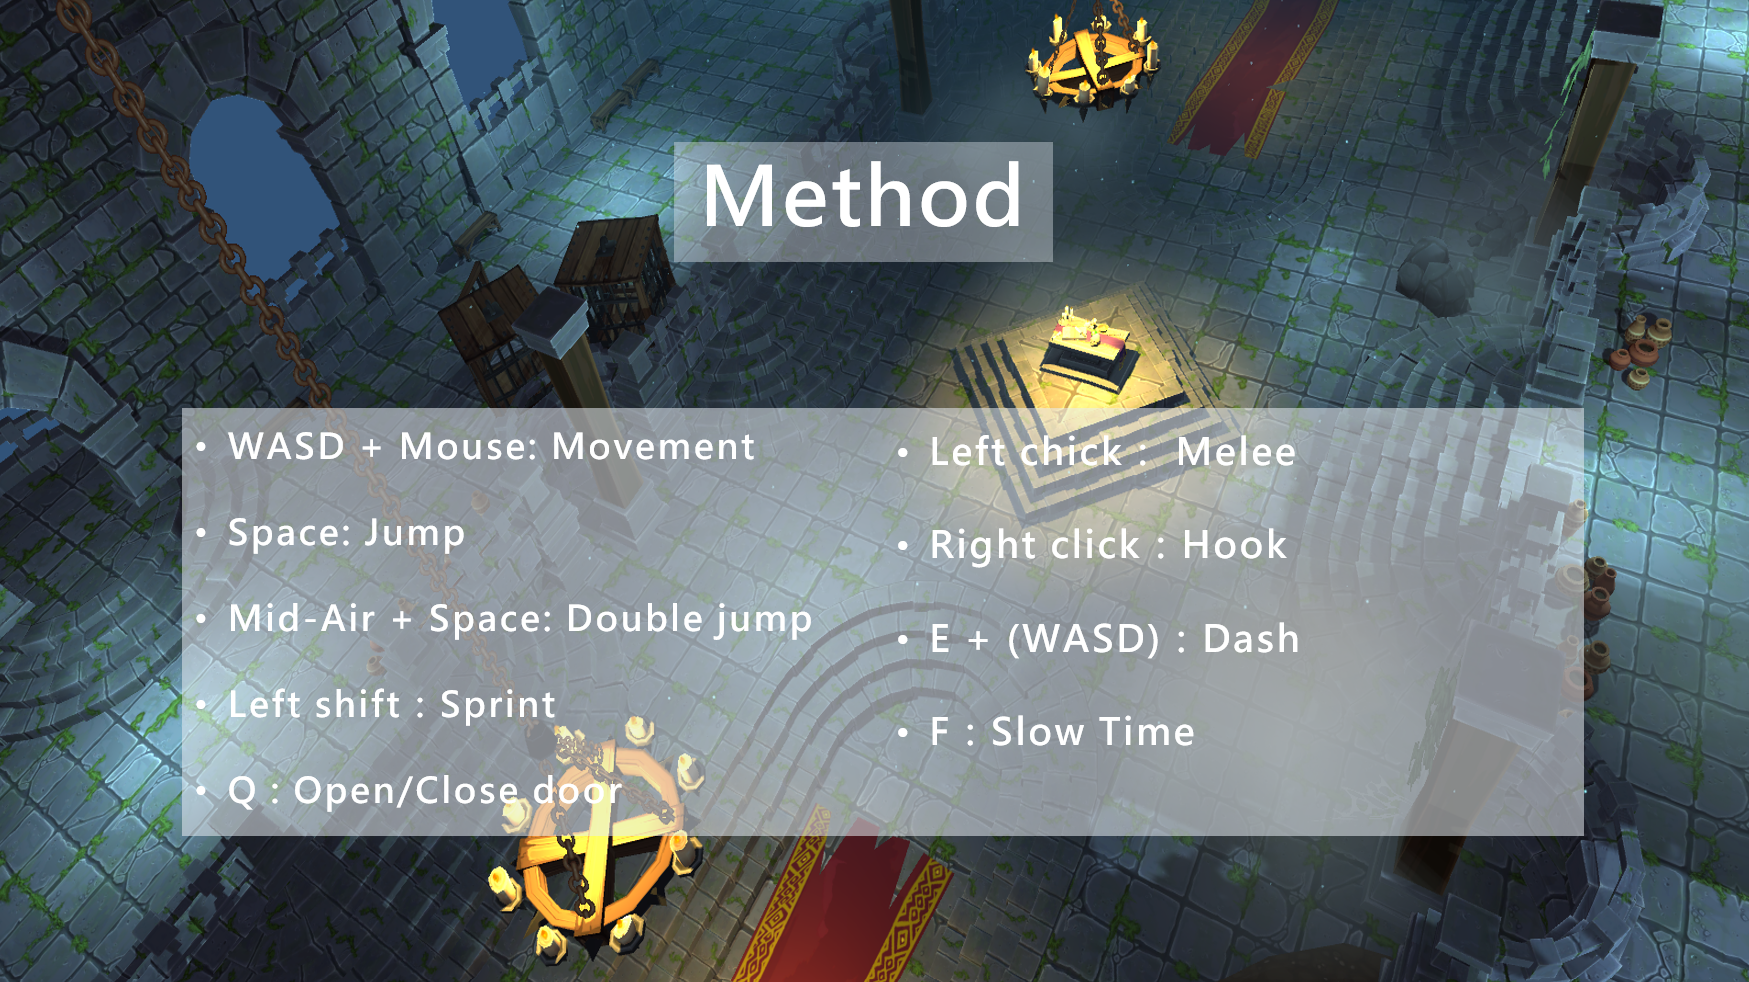 Method
• WASD + Mouse: Movement
• Space: Jump
• Mid-Air + Space: Double jump
• Left shift : Sprint
• Q : Open/Close door
• Left chick :  Melee
• Right click : Hook
• E + (WASD) : Dash
• F : Slow Time